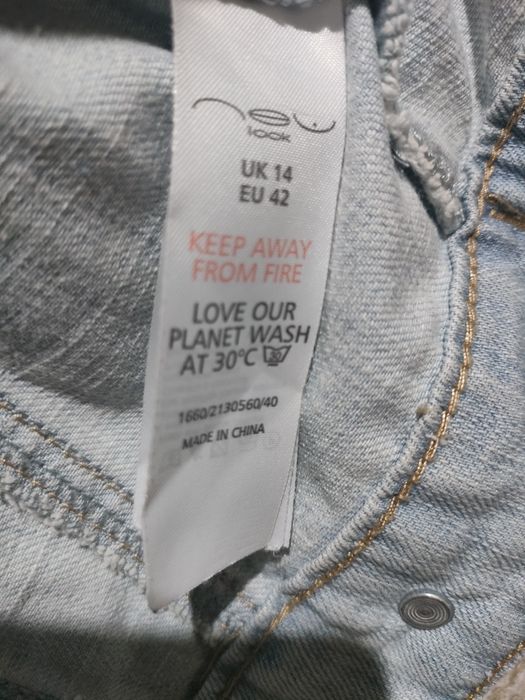 new
look
UK 14
EU 42
KEEP AWAY
FROM FIRE
LOVE OUR
PLANET WASH
AT 30°C 30
1660/2130560/40
MADE IN CHINA